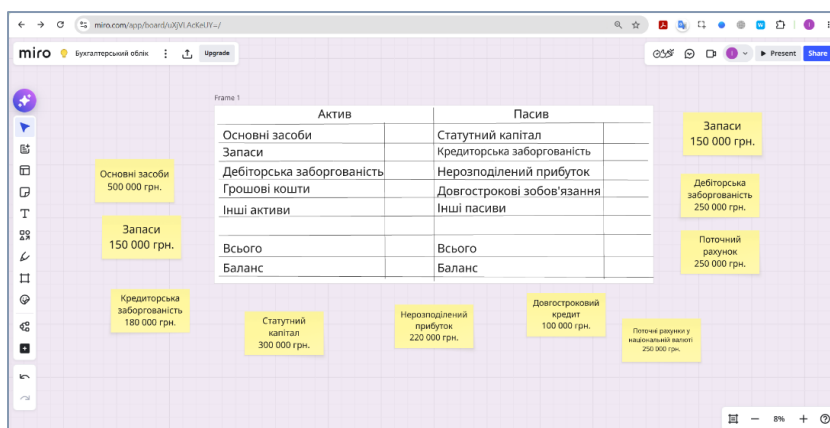 miro.com/app/board/uXjVLAcKeUY=/
miro
Бухгалтерський облік
Upgrade
Present
Share
Frame 1
Актив Пасив
Основні засоби Статутний капітал
Запаси Кредиторська заборгованість
Дебіторська заборгованість Нерозподілений прибуток
Грошові кошти Довгострокові зобов'язання
Інші активи Інші пасиви
Всього Всього
Баланс Баланс
Основні засоби
500 000 грн.
Запаси
150 000 грн.
Кредиторська
заборгованість
180 000 грн.
Статутний
капітал
300 000 грн.
Нерозподілений
прибуток
220 000 грн.
Довгостроковий
кредит
100 000 грн.
Поточні рахунки у
національній валюті
250 000 грн.
Запаси
150 000 грн.
Дебіторська
заборгованість
250 000 грн.
Поточний
рахунок
250 000 грн.
8%